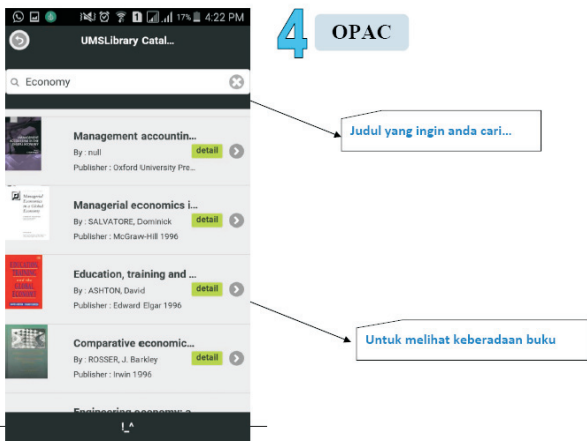 17% 4:22 PM
UMSLibrary Catal...
4 OPAC
Economy
Judul yang ingin anda cari...
Management accountin...
By : null
detail
Publisher : Oxford University Pre...
Managerial economics i...
By : SALVATORE, Dominick
detail
Publisher : McGraw-Hill 1996
Education, training and ...
By : ASHTON, David
detail
Publisher : Edward Elgar 1996
Untuk melihat keberadaan buku
Comparative economic...
By : ROSSER, J. Barkley
detail
Publisher : Irwin 1996
Engineering economy: a
!_^